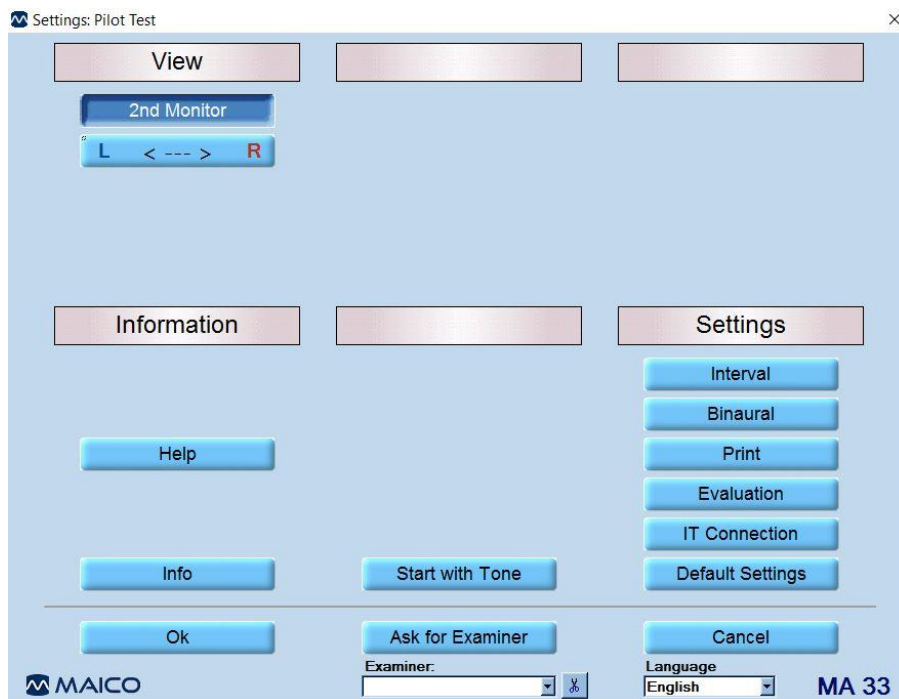 Settings: Pilot Test
View
2nd Monitor
L < --- > R
Information
Settings
Interval
Binaural
Help
Print
Evaluation
IT Connection
Info
Start with Tone
Default Settings
Ok
Ask for Examiner
Cancel
Examiner:
Language
English
MAICO
MA 33